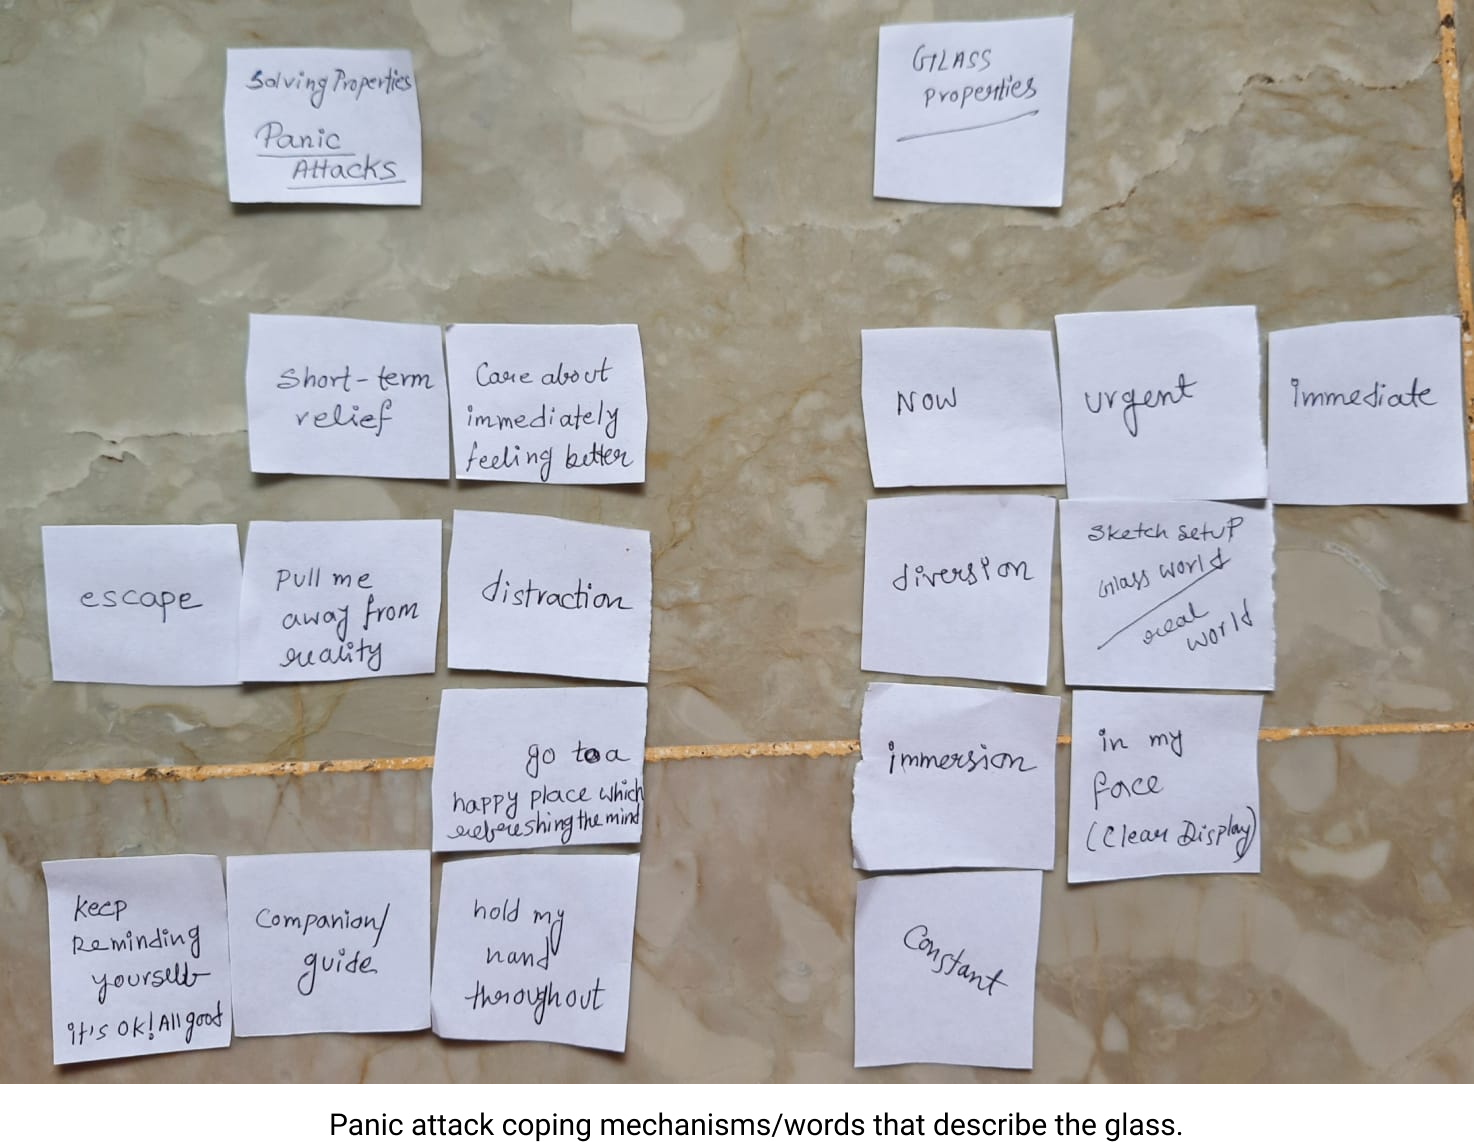 Solving Properties
Panic
Attacks
GLASS
Properties
Short-term
relief
Care about
immediately
feeling better
NOW
urgent
immediate
escape
Pull me
away from
reality
distraction
diversion
Sketch setup
Glass world
real
world
go to a
happy place which
refreshing the mind
immersion
in my
face
(Clear Display)
keep
Reminding
yourself
it's OK! All good
Companion/
guide
hold my
hand
throughout
Constant
Panic attack coping mechanisms/words that describe the glass.